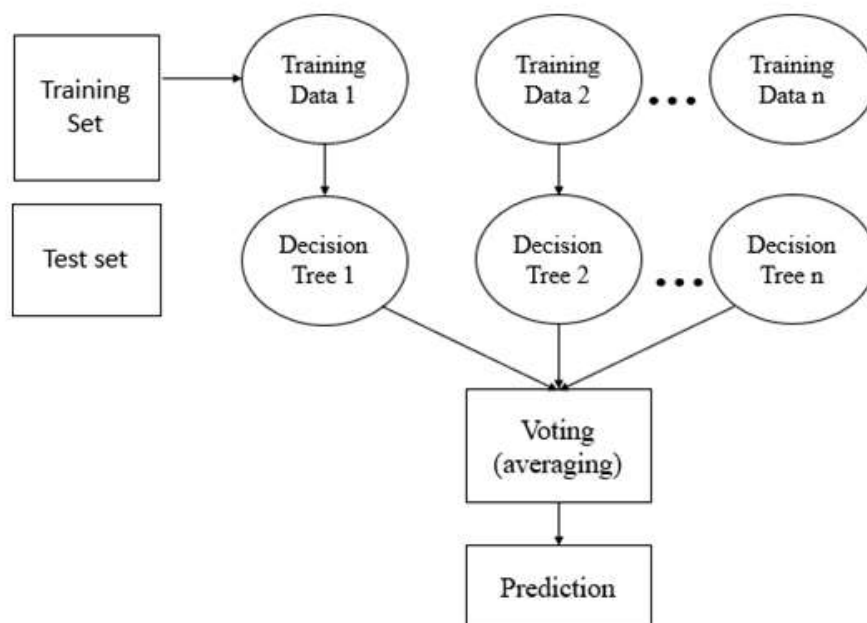 Training
Set
Training
Data 1
Training
Data 2
Training
Data n
Test set
Decision
Tree 1
Decision
Tree 2
Decision
Tree n
Voting
(averaging)
Prediction